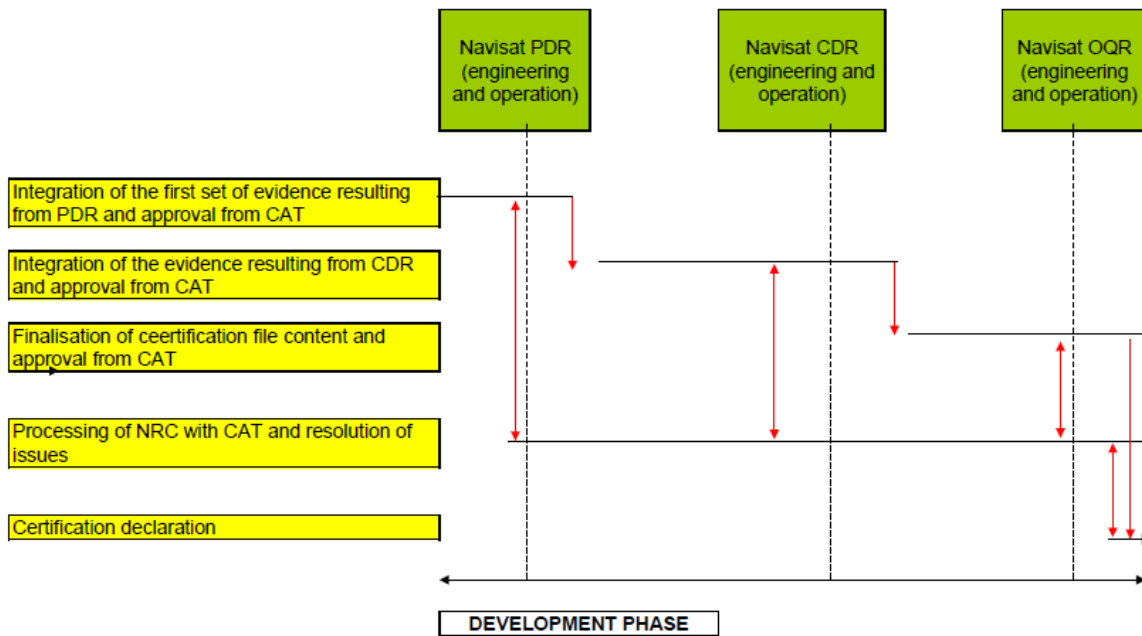 Navisat PDR
(engineering
and operation)
Navisat CDR
(engineering and
operation)
Navisat OQR
(engineering
and operation)
Integration of the first set of evidence resulting
from PDR and approval from CAT
Integration of the evidence resulting from CDR
and approval from CAT
Finalisation of ceertification file content and
approval from CAT
Processing of NRC with CAT and resolution of
issues
Certification declaration
DEVELOPMENT PHASE